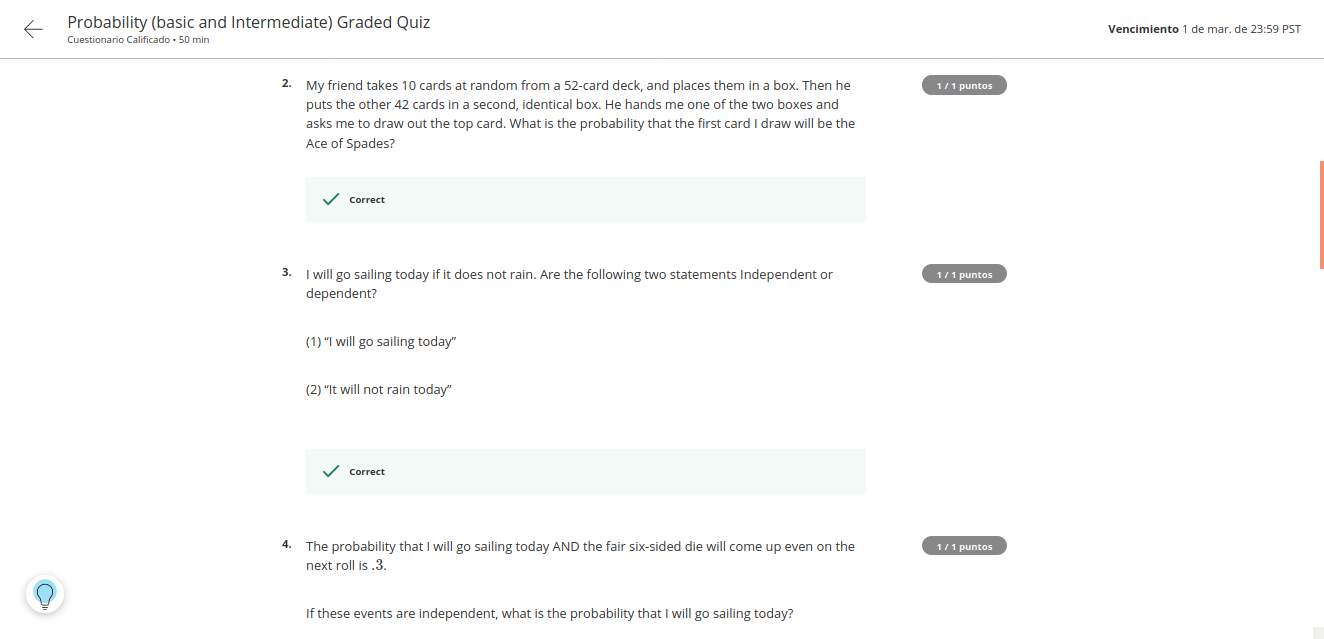 Probability (basic and Intermediate) Graded Quiz
Cuestionario Calificado • 50 min
Vencimiento 1 de mar. de 23:59 PST
2. My friend takes 10 cards at random from a 52-card deck, and places them in a box. Then he
puts the other 42 cards in a second, identical box. He hands me one of the two boxes and
asks me to draw out the top card. What is the probability that the first card I draw will be the
Ace of Spades?
1 / 1 puntos
Correct
3. I will go sailing today if it does not rain. Are the following two statements Independent or
dependent?
1 / 1 puntos
(1) “I will go sailing today”
(2) “It will not rain today”
Correct
4. The probability that I will go sailing today AND the fair six-sided die will come up even on the
next roll is .3.
1 / 1 puntos
If these events are independent, what is the probability that I will go sailing today?